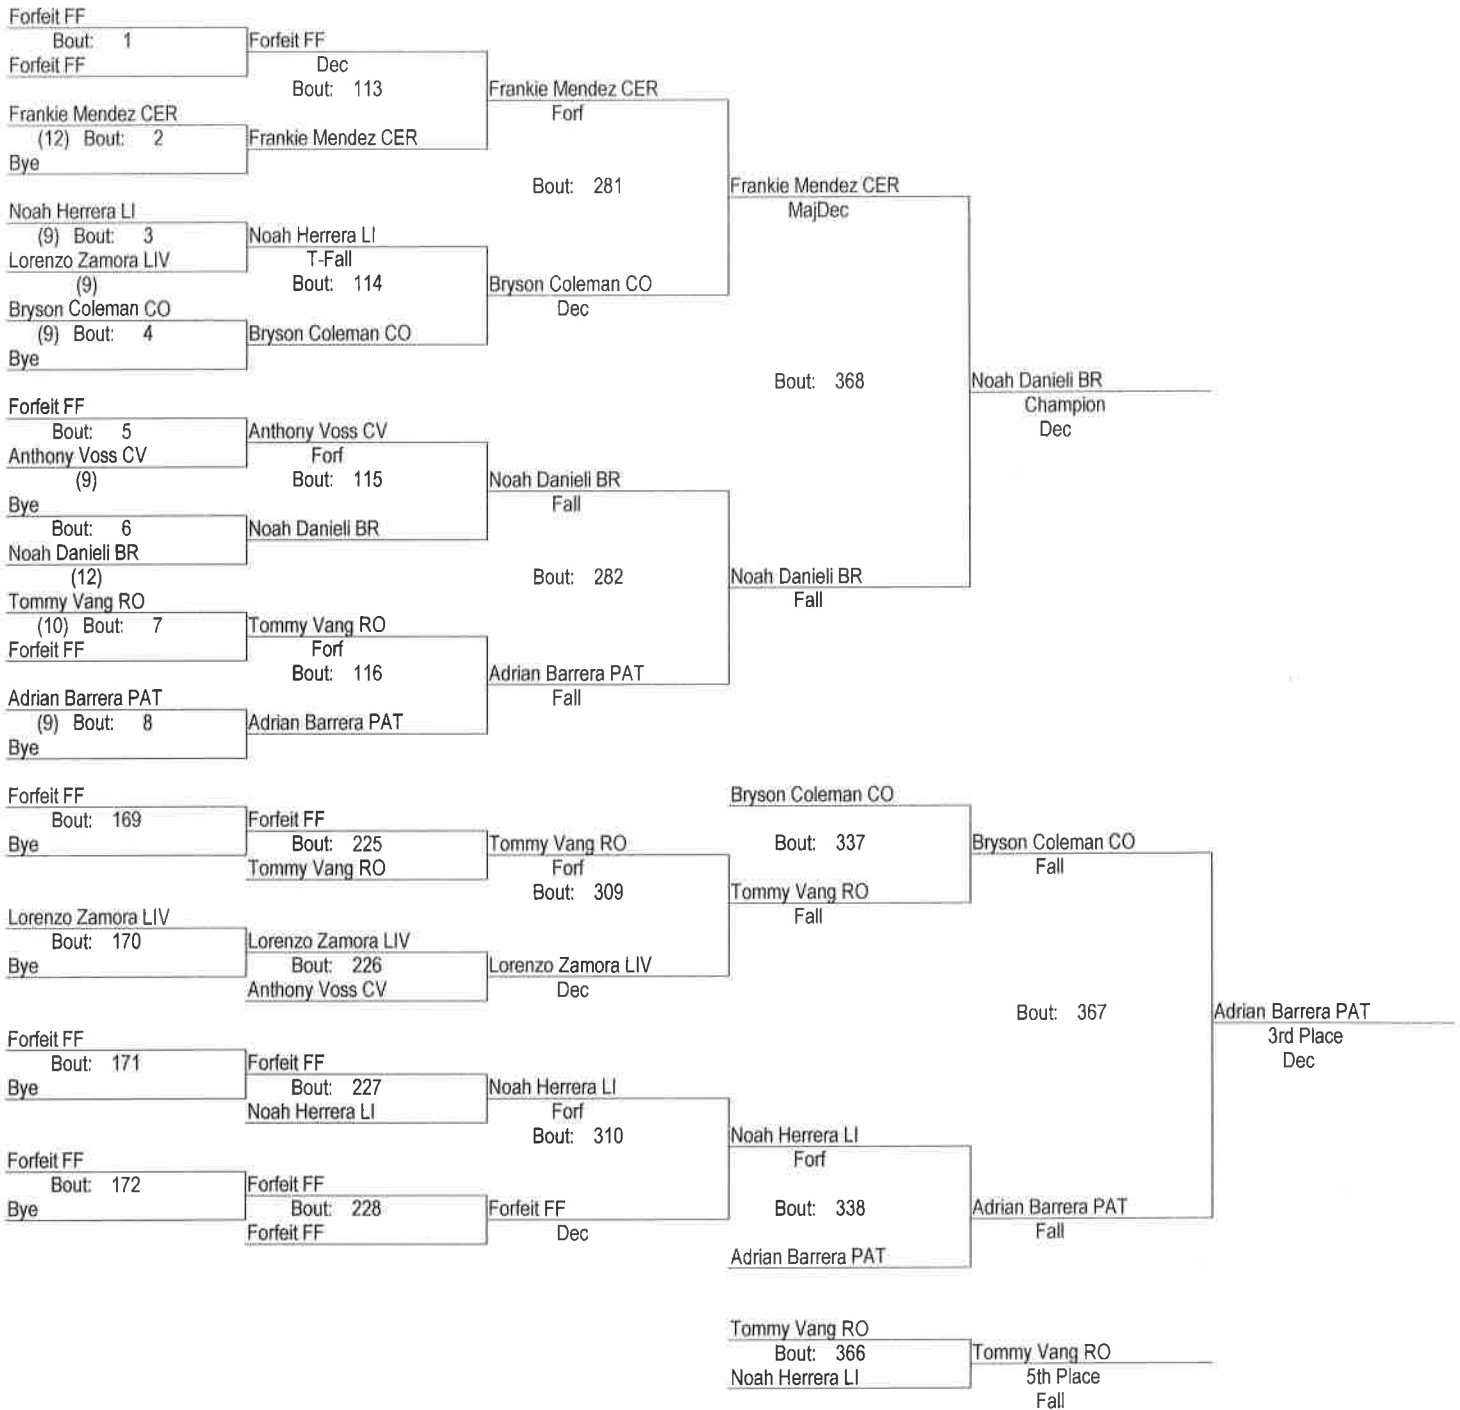 Forfeit FF
Bout: 1
Forfeit FF
Forfeit FF
Dec
Bout: 113
Frankie Mendez CER
(12) Bout: 2
Bye
Frankie Mendez CER
Frankie Mendez CER
Forf
Bout: 281
Noah Herrera LI
(9) Bout: 3
Lorenzo Zamora LIV
(9)
Noah Herrera LI
T-Fall
Bout: 114
Bryson Coleman CO
(9) Bout: 4
Bye
Bryson Coleman CO
Bryson Coleman CO
Dec
Frankie Mendez CER
MajDec
Bout: 368
Forfeit FF
Bout: 5
Anthony Voss CV
(9)
Anthony Voss CV
Forf
Bout: 115
Bye
Bout: 6
Noah Danieli BR
(12)
Noah Danieli BR
Noah Danieli BR
Fall
Bout: 282
Tommy Vang RO
(10) Bout: 7
Forfeit FF
Tommy Vang RO
Forf
Bout: 116
Adrian Barrera PAT
(9) Bout: 8
Bye
Adrian Barrera PAT
Adrian Barrera PAT
Fall
Noah Danieli BR
Fall
Noah Danieli BR
Champion
Dec
Forfeit FF
Bout: 169
Bye
Forfeit FF
Bout: 225
Tommy Vang RO
Tommy Vang RO
Forf
Bout: 309
Lorenzo Zamora LIV
Bout: 170
Bye
Lorenzo Zamora LIV
Bout: 226
Anthony Voss CV
Lorenzo Zamora LIV
Dec
Bryson Coleman CO
Bout: 337
Tommy Vang RO
Fall
Bryson Coleman CO
Fall
Bout: 367
Forfeit FF
Bout: 171
Bye
Forfeit FF
Bout: 227
Noah Herrera LI
Noah Herrera LI
Forf
Bout: 310
Forfeit FF
Bout: 172
Bye
Forfeit FF
Bout: 228
Forfeit FF
Forfeit FF
Dec
Noah Herrera LI
Forf
Bout: 338
Adrian Barrera PAT
Adrian Barrera PAT
Fall
Adrian Barrera PAT
3rd Place
Dec
Tommy Vang RO
Bout: 366
Noah Herrera LI
Tommy Vang RO
5th Place
Fall